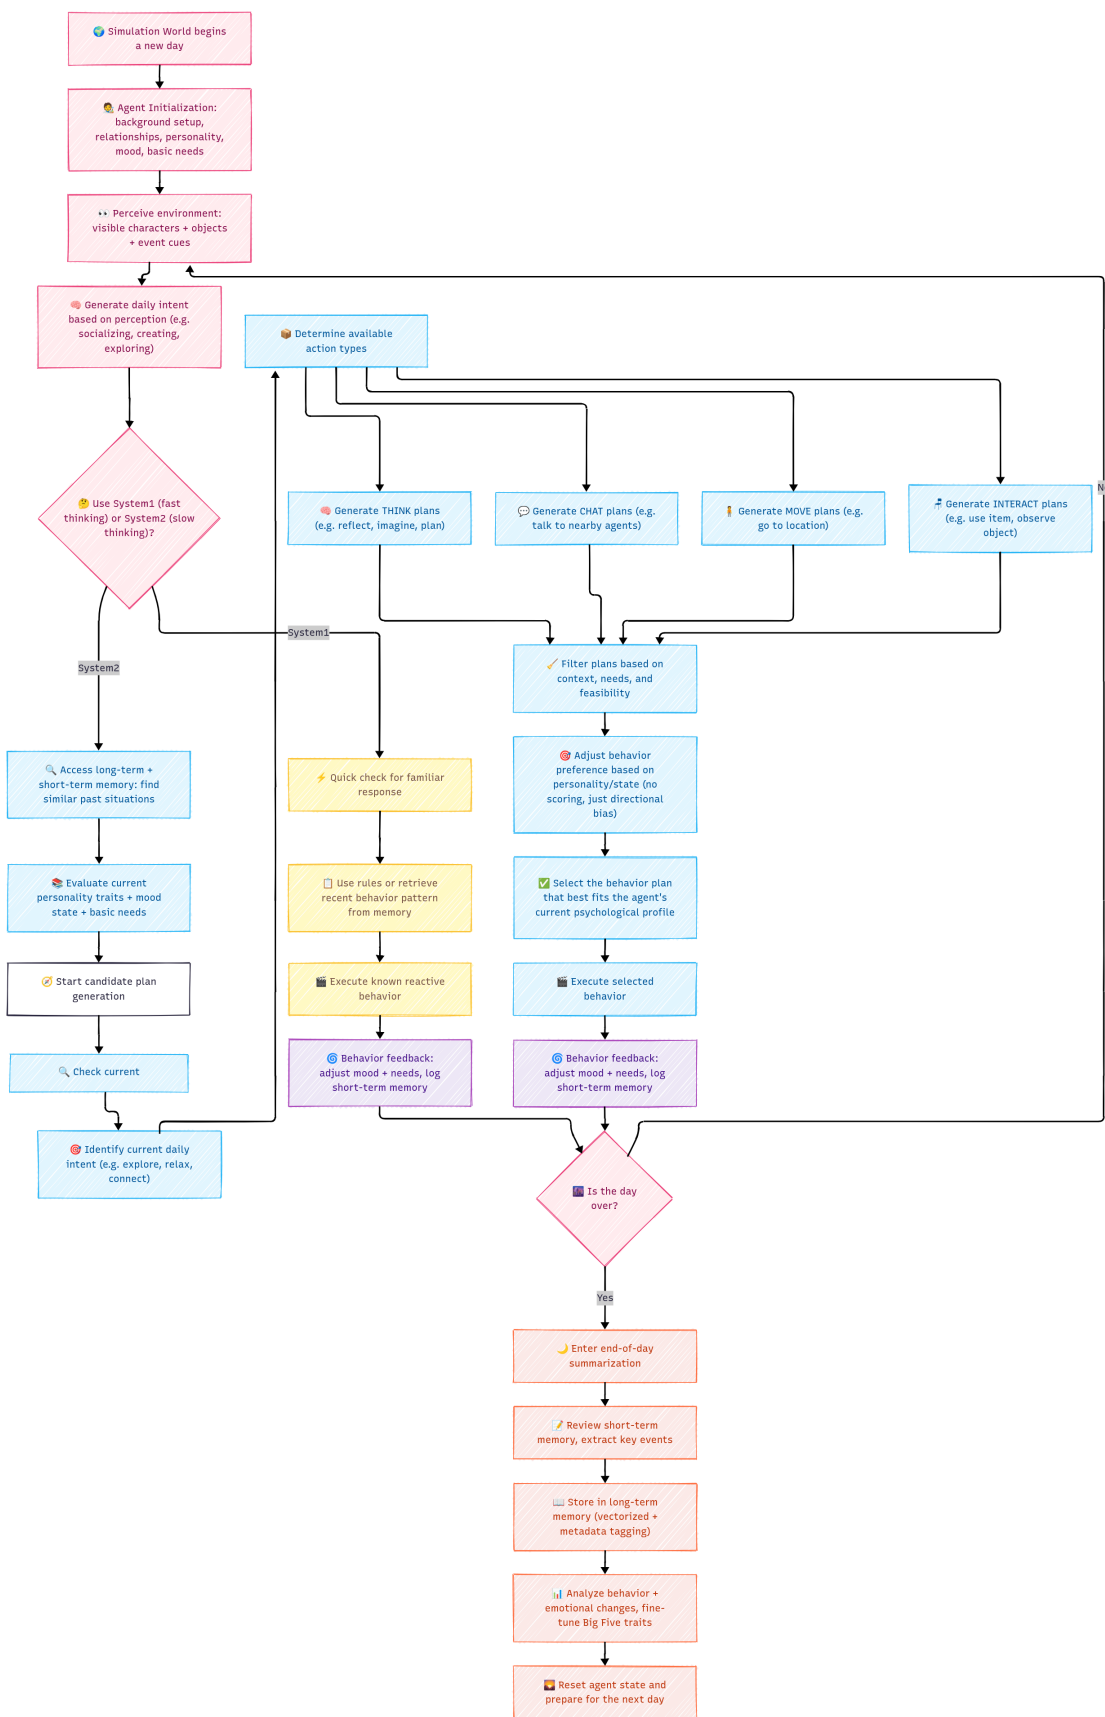 🌍 Simulation World begins
a new day
🧑‍🎨 Agent Initialization:
background setup,
relationships, personality,
mood, basic needs
👀 Perceive environment:
visible characters + objects
+ event cues
🧠 Generate daily intent
based on perception (e.g.
socializing, creating,
exploring)
📦 Determine available
action types
🤔 Use System1 (fast
thinking) or System2 (slow
thinking)?
🧠 Generate THINK plans
(e.g. reflect, imagine, plan)
💬 Generate CHAT plans (e.g.
talk to nearby agents)
🧍 Generate MOVE plans (e.g.
go to location)
🪑 Generate INTERACT plans
(e.g. use item, observe
object)
System1
System2
🧹 Filter plans based on
context, needs, and
feasibility
🔍 Access long-term +
short-term memory: find
similar past situations
⚡ Quick check for familiar
response
🎯 Adjust behavior
preference based on
personality/state (no
scoring, just directional
bias)
📚 Evaluate current
personality traits + mood
state + basic needs
📋 Use rules or retrieve
recent behavior pattern
from memory
✅ Select the behavior plan
that best fits the agent's
current psychological profile
🧭 Start candidate plan
generation
🎬 Execute known reactive
behavior
🎬 Execute selected
behavior
🔍 Check current
🌀 Behavior feedback:
adjust mood + needs, log
short-term memory
🌀 Behavior feedback:
adjust mood + needs, log
short-term memory
🎯 Identify current daily
intent (e.g. explore, relax,
connect)
🌆 Is the day
over?
Yes
🌙 Enter end-of-day
summarization
📝 Review short-term
memory, extract key events
📖 Store in long-term
memory (vectorized +
metadata tagging)
📊 Analyze behavior +
emotional changes, fine-
tune Big Five traits
🌄 Reset agent state and
prepare for the next day